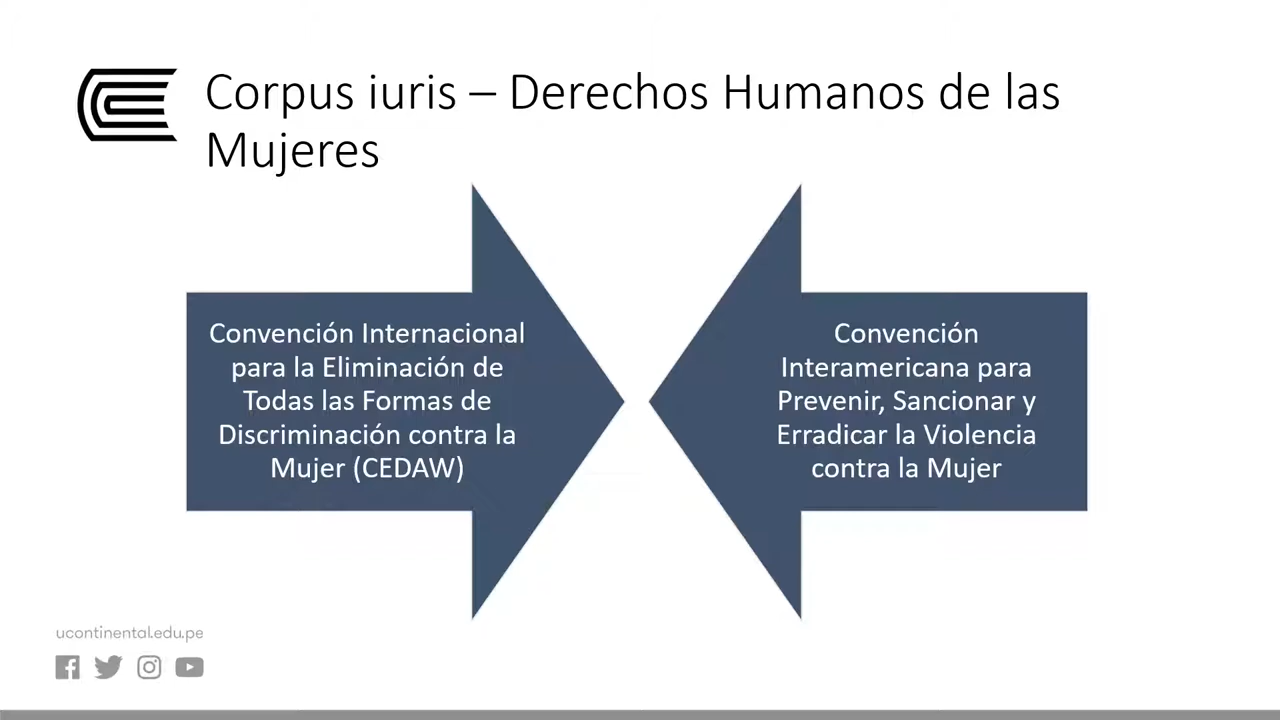 Corpus iuris – Derechos Humanos de las
Mujeres
Convención Internacional
para la Eliminación de
Todas las Formas de
Discriminación contra la
Mujer (CEDAW)
Convención
Interamericana para
Prevenir, Sancionar y
Erradicar la Violencia
contra la Mujer
ucontinental.edu.pe